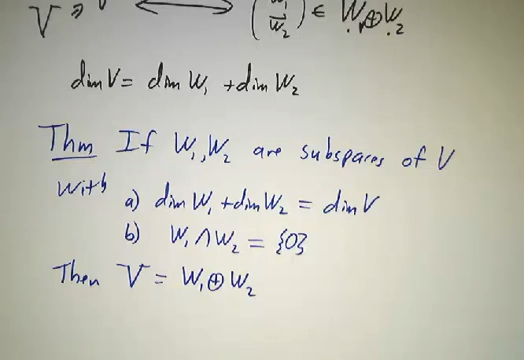 V ∋ v ⟷ (w₁ / w₂) ∈ W₁⊕W₂
dim V = dim W₁ + dim W₂
Thm If W₁, W₂ are subspaces of V
with
a) dim W₁ + dim W₂ = dim V
b) W₁ ∩ W₂ = {0}
Then V = W₁ ⊕ W₂